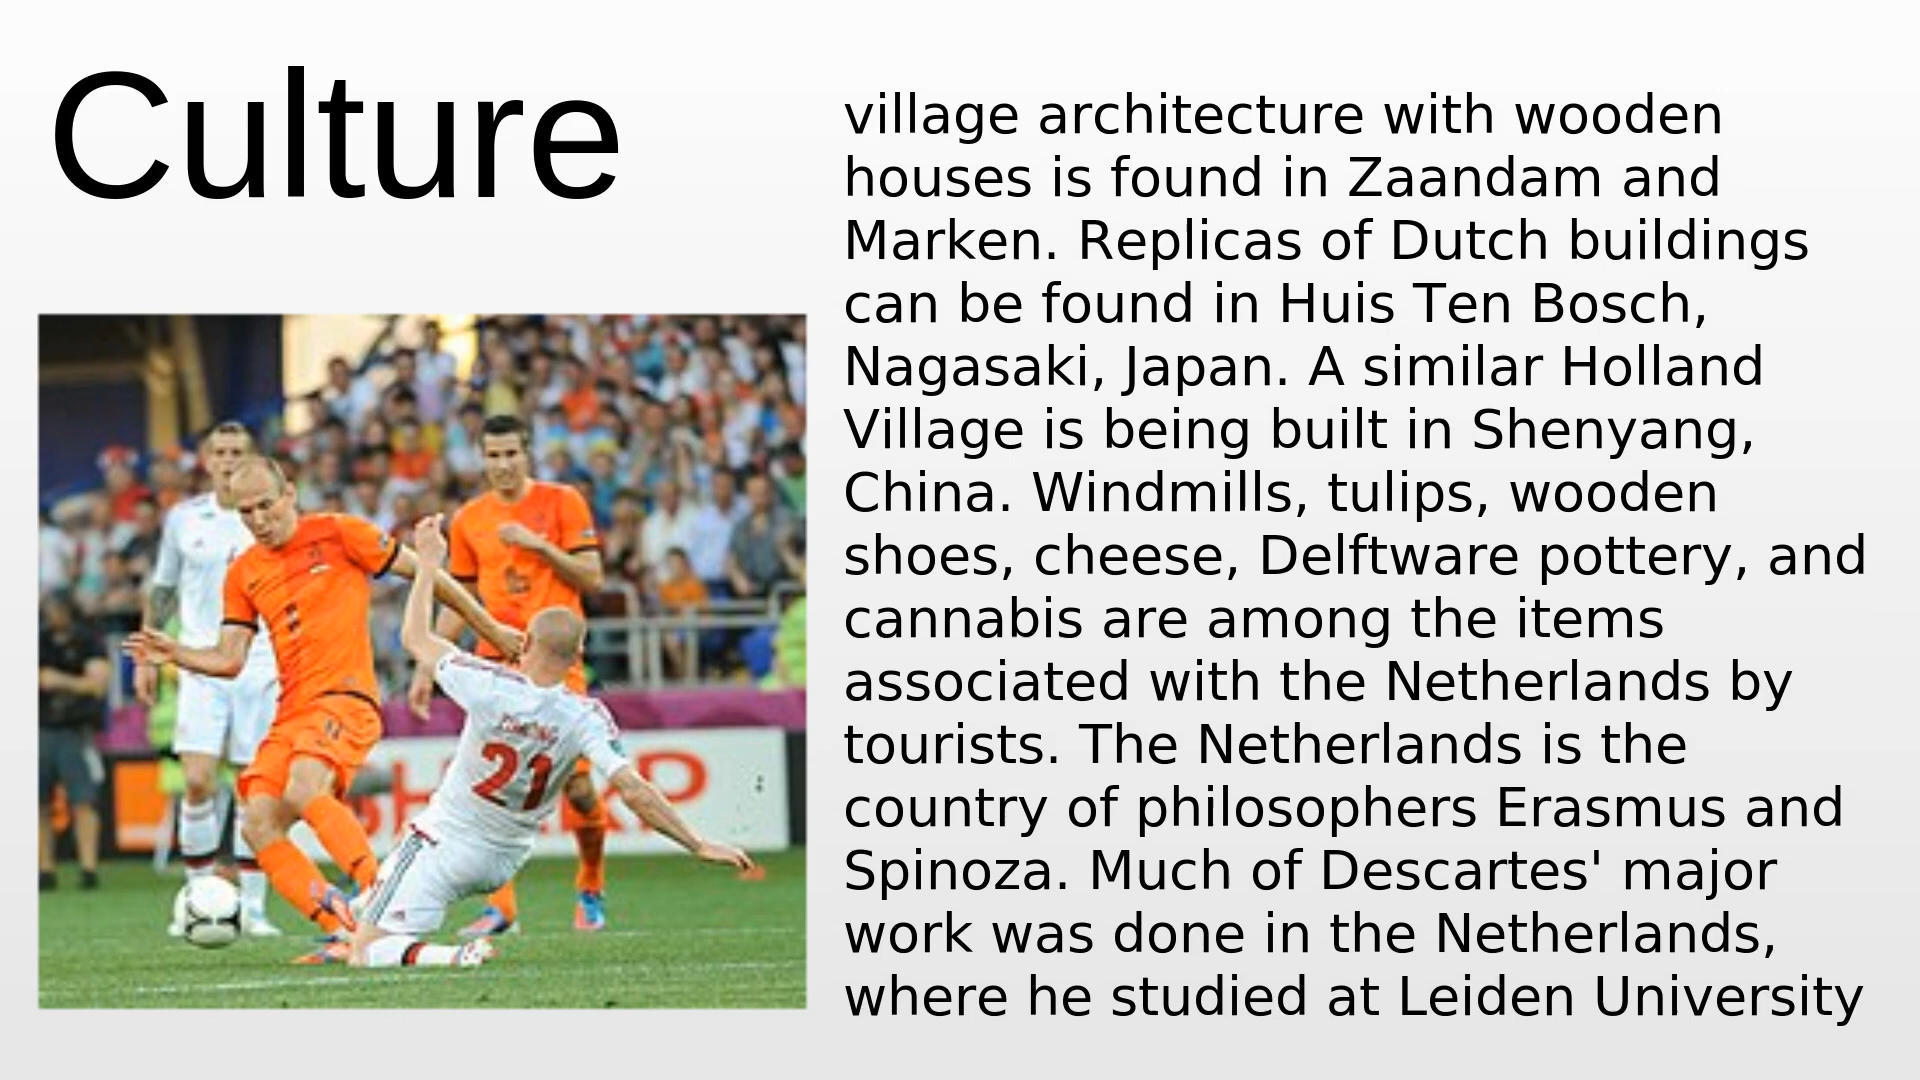 Culture
village architecture with wooden
houses is found in Zaandam and
Marken. Replicas of Dutch buildings
can be found in Huis Ten Bosch,
Nagasaki, Japan. A similar Holland
Village is being built in Shenyang,
China. Windmills, tulips, wooden
shoes, cheese, Delftware pottery, and
cannabis are among the items
associated with the Netherlands by
tourists. The Netherlands is the
country of philosophers Erasmus and
Spinoza. Much of Descartes' major
work was done in the Netherlands,
where he studied at Leiden University
21